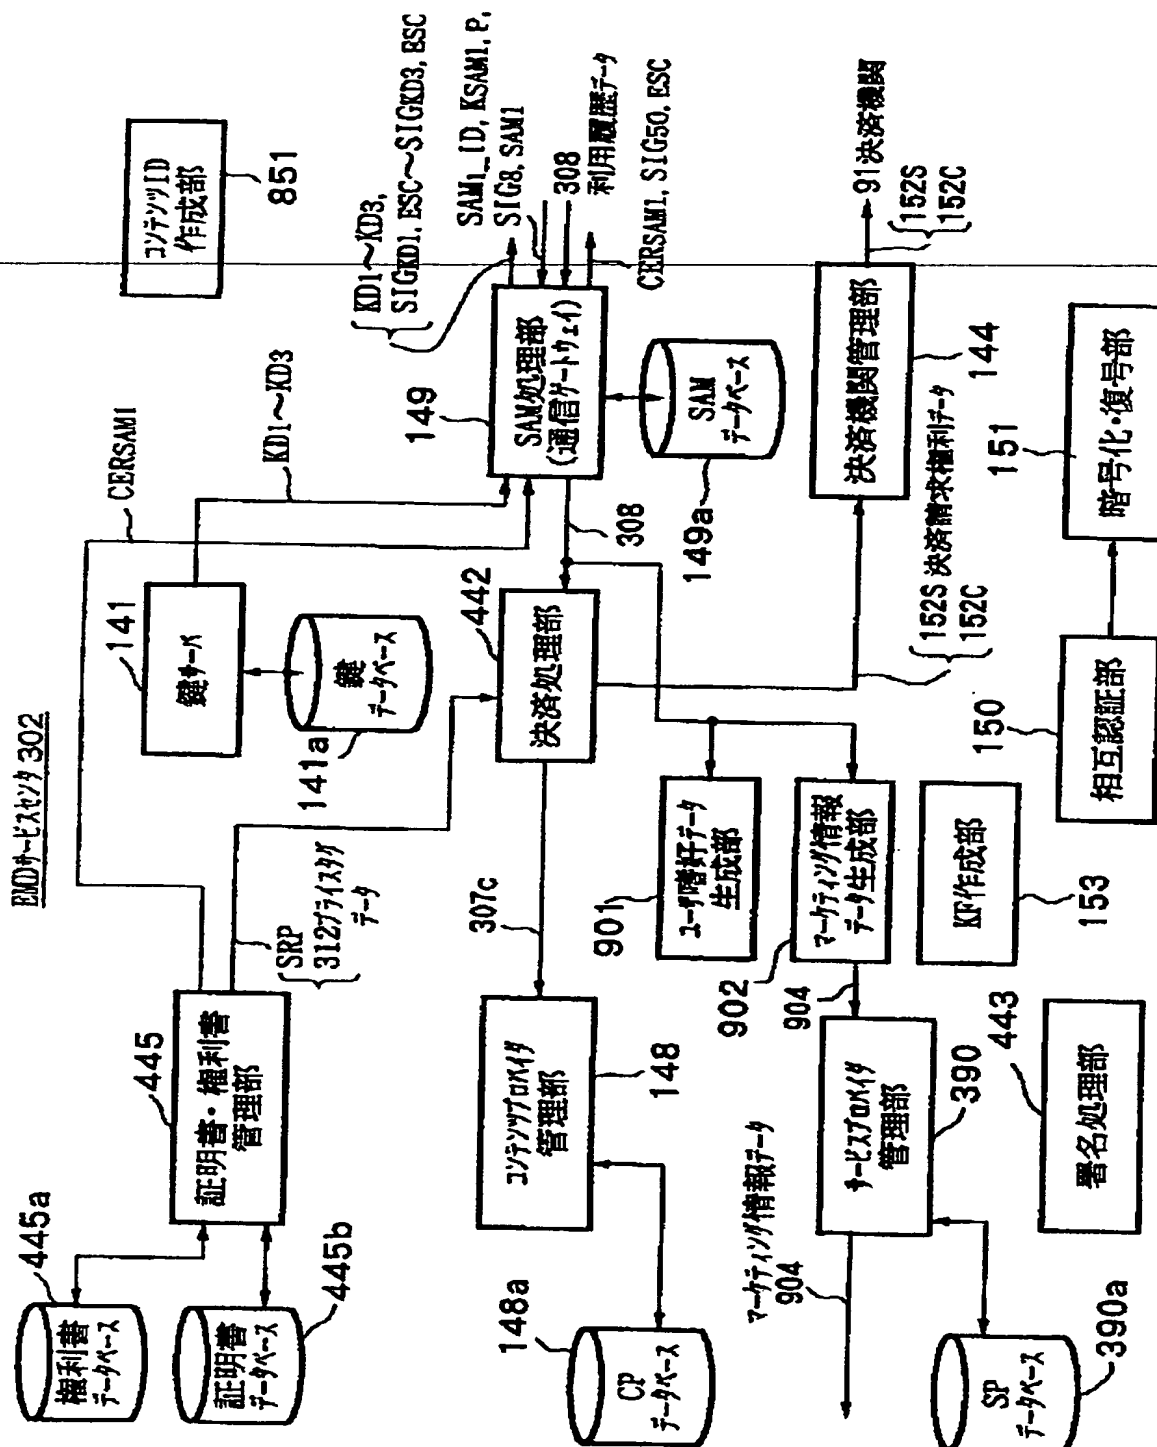 EMDサービスセンタ 302
445a
権利書
データベース
証明書
データベース
445b
445
証明書・権利書
管理部
SRP
312プライスタグ
データ
CERSAM1
141
鍵サーバ
141a
鍵
データベース
KD1~KD3
コンテンツID
作成部
851
KD1~KD3,
SIGKD1,ESC~SIGKD3,ESC
SAM1_ID,KSAM1,P,
SIG8,SAM1
308
利用履歴データ
CERSAM1,SIG50,ESC
149
SAM処理部
(通信ゲートウェイ)
149a
SAM
データベース
308
442
決済処理部
307c
コンテンツプロバイダ
管理部
148
148a
CP
データベース
901
ユーザ嗜好データ
生成部
902
マーケティング情報
データ生成部
904
サービスプロバイダ
管理部
390
マーケティング情報データ
904
SP
データベース
390a
152S 決済請求権利データ
152C
決済機関管理部
144
91決済機関
152S
152C
443
署名処理部
KF作成部
153
150
相互認証部
151
暗号化・復号部